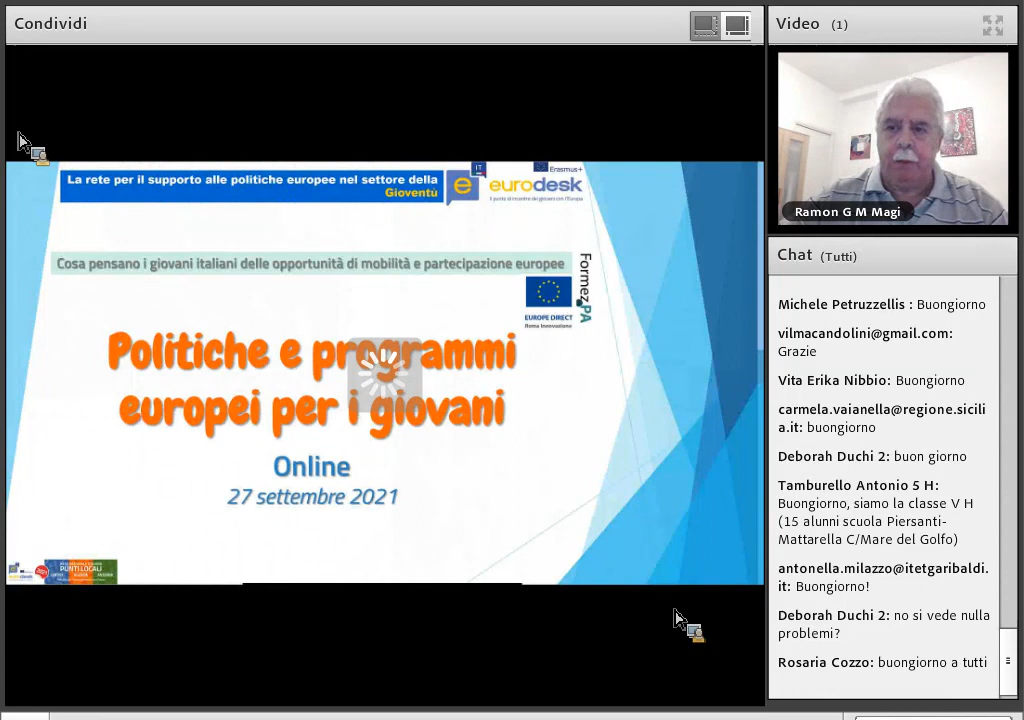 Condividi
La rete per il supporto alle politiche europee nel settore della
Gioventù
IT
Erasmus+
e eurodesk
Cosa pensano i giovani italiani delle opportunità di mobilità e partecipazione europee
FormezPA
EUROPE DIRECT
Roma Innovazione
Politiche e programmi
europei per i giovani
Online
27 settembre 2021
PUNTI LOCALI
Video (1)
Ramon G M Magi
Chat (Tutti)
Michele Petruzzellis : Buongiorno
vilmacandolini@gmail.com:
Grazie
Vita Erika Nibbio: Buongiorno
carmela.vaianella@regione.sicili
a.it: buongiorno
Deborah Duchi 2: buon giorno
Tamburello Antonio 5 H:
Buongiorno, siamo la classe V H
(15 alunni scuola Piersanti-
Mattarella C/Mare del Golfo)
antonella.milazzo@itetgaribaldi.
it: Buongiorno!
Deborah Duchi 2: no si vede nulla
problemi?
Rosaria Cozzo: buongiorno a tutti